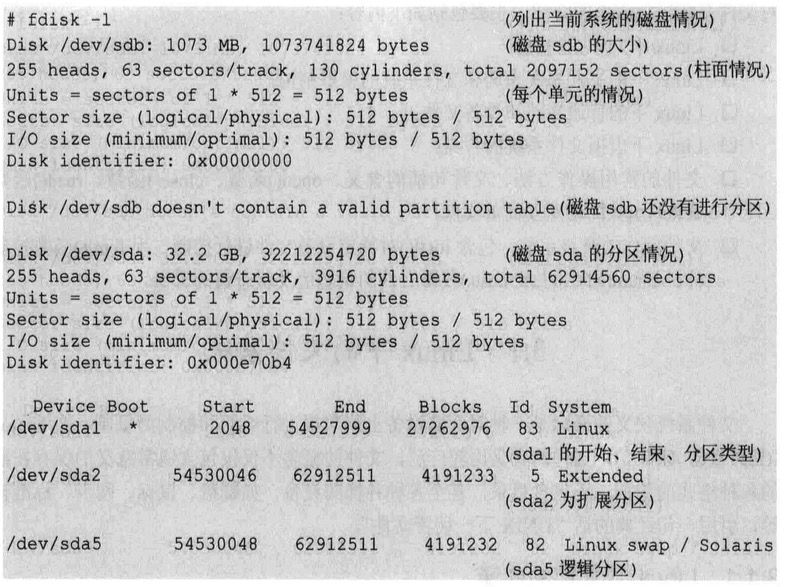 # fdisk -l (列出当前系统的磁盘情况)
Disk /dev/sdb: 1073 MB, 1073741824 bytes (磁盘 sdb 的大小)
255 heads, 63 sectors/track, 130 cylinders, total 2097152 sectors(柱面情况)
Units = sectors of 1 * 512 = 512 bytes (每个单元的情况)
Sector size (logical/physical): 512 bytes / 512 bytes
I/O size (minimum/optimal): 512 bytes / 512 bytes
Disk identifier: 0x00000000
Disk /dev/sdb doesn't contain a valid partition table(磁盘 sdb 还没有进行分区)
Disk /dev/sda: 32.2 GB, 32212254720 bytes (磁盘 sda 的分区情况)
255 heads, 63 sectors/track, 3916 cylinders, total 62914560 sectors
Units = sectors of 1 * 512 = 512 bytes
Sector size (logical/physical): 512 bytes / 512 bytes
I/O size (minimum/optimal): 512 bytes / 512 bytes
Disk identifier: 0x000e70b4
Device Boot Start End Blocks Id System
/dev/sda1 * 2048 54527999 27262976 83 Linux
(sda1 的开始、结束、分区类型)
/dev/sda2 54530046 62912511 4191233 5 Extended
(sda2 为扩展分区)
/dev/sda5 54530048 62912511 4191232 82 Linux swap / Solaris
(sda5 逻辑分区)